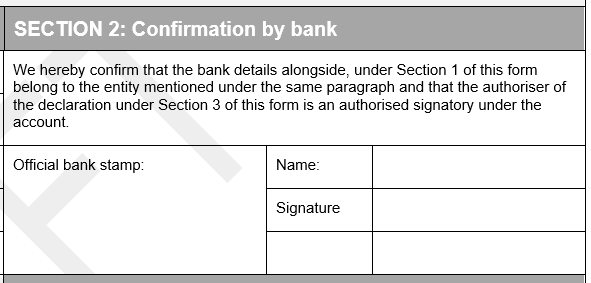 SECTION 2: Confirmation by bank
We hereby confirm that the bank details alongside, under Section 1 of this form
belong to the entity mentioned under the same paragraph and that the authoriser of
the declaration under Section 3 of this form is an authorised signatory under the
account.
Official bank stamp:
Name:
Signature